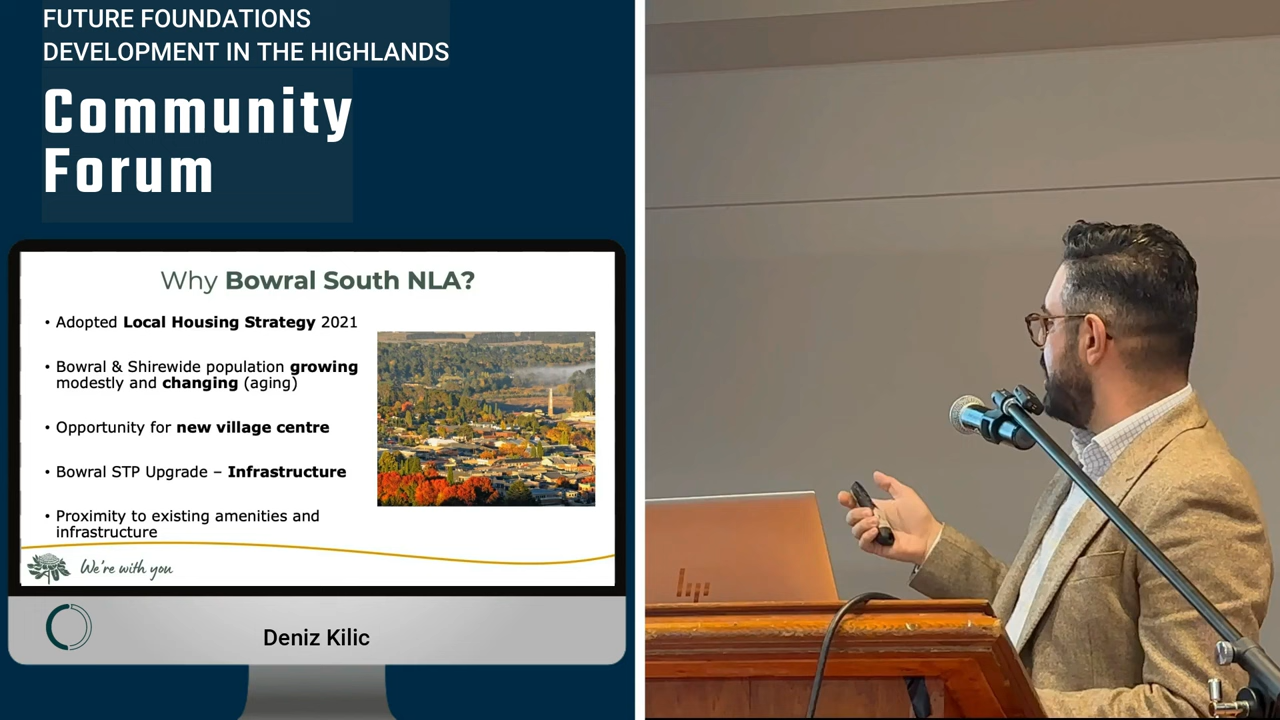 FUTURE FOUNDATIONS
DEVELOPMENT IN THE HIGHLANDS
Community
Forum
Why Bowral South NLA?
• Adopted Local Housing Strategy 2021
• Bowral & Shirewide population growing
modestly and changing (aging)
• Opportunity for new village centre
• Bowral STP Upgrade – Infrastructure
• Proximity to existing amenities and
infrastructure
We're with you
Deniz Kilic
hp